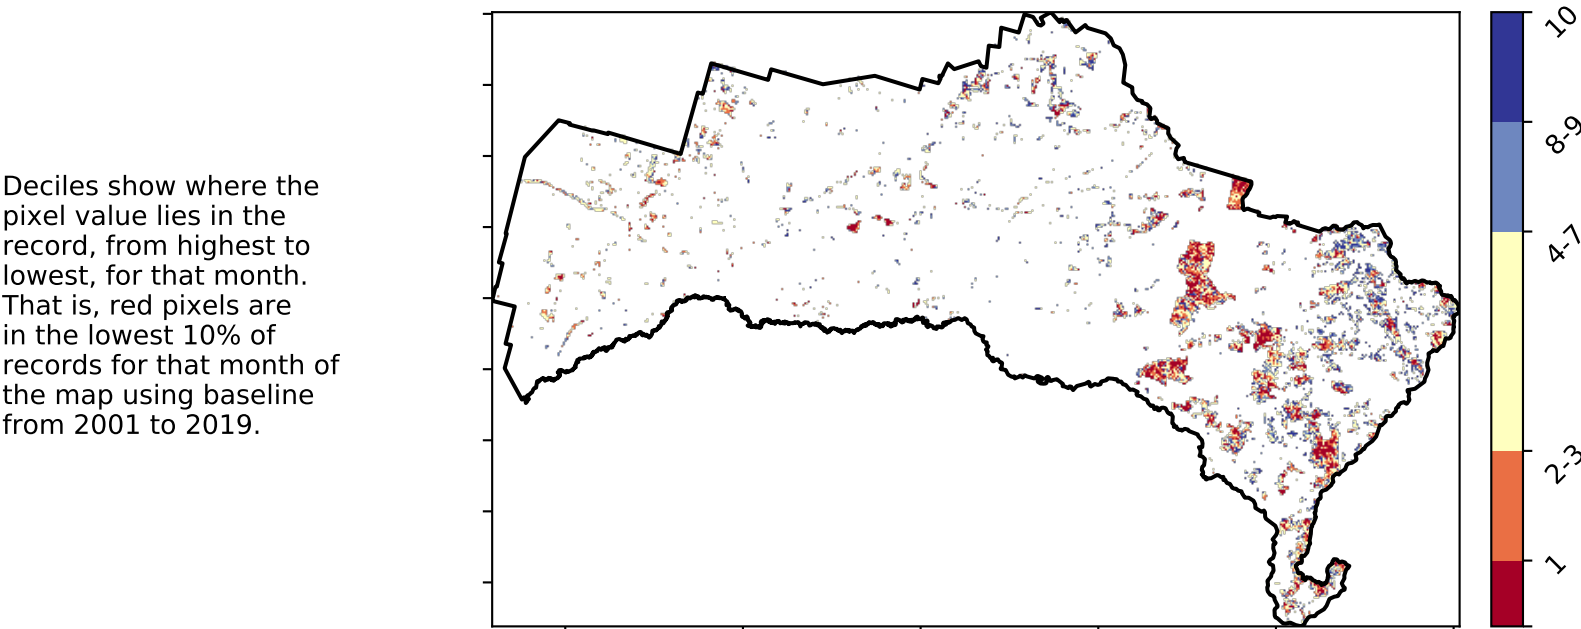 Deciles show where the
pixel value lies in the
record, from highest to
lowest, for that month.
That is, red pixels are
in the lowest 10% of
records for that month of
the map using baseline
from 2001 to 2019.
10
8-9
4-7
2-3
1